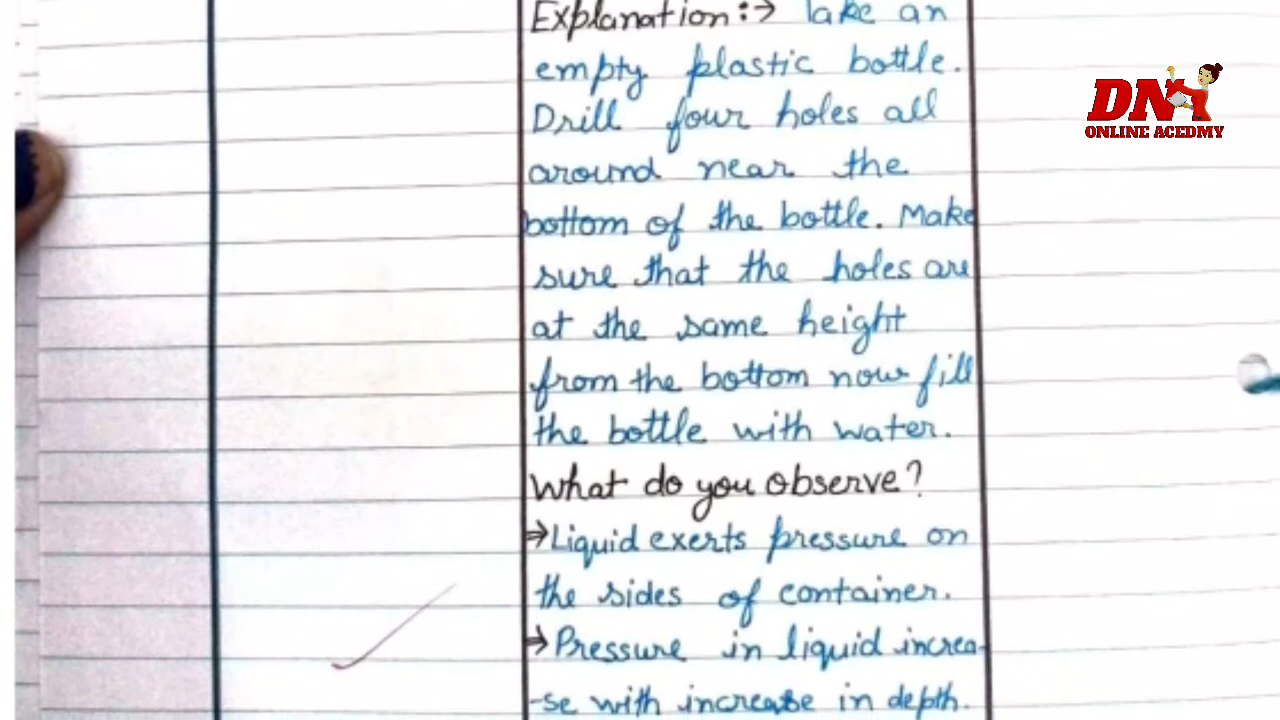 Explanation:→ Take an
empty plastic bottle.
Drill four holes all
around near the
bottom of the bottle. Make
sure that the holes are
at the same height
from the bottom now fill
the bottle with water.
What do you observe?
⇒Liquid exerts pressure on
the sides of container.
⇒Pressure in liquid increa-
-se with increase in depth.
DN
ONLINE ACEDMY